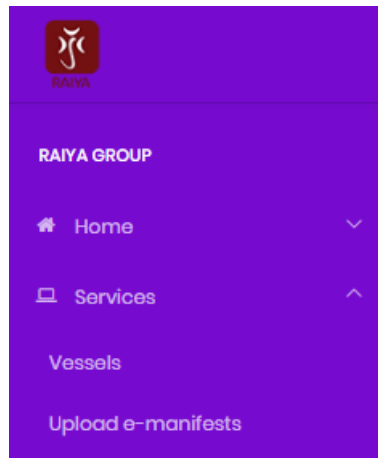 RAIYA
RAIYA GROUP
Home
Services
Vessels
Upload e-manifests